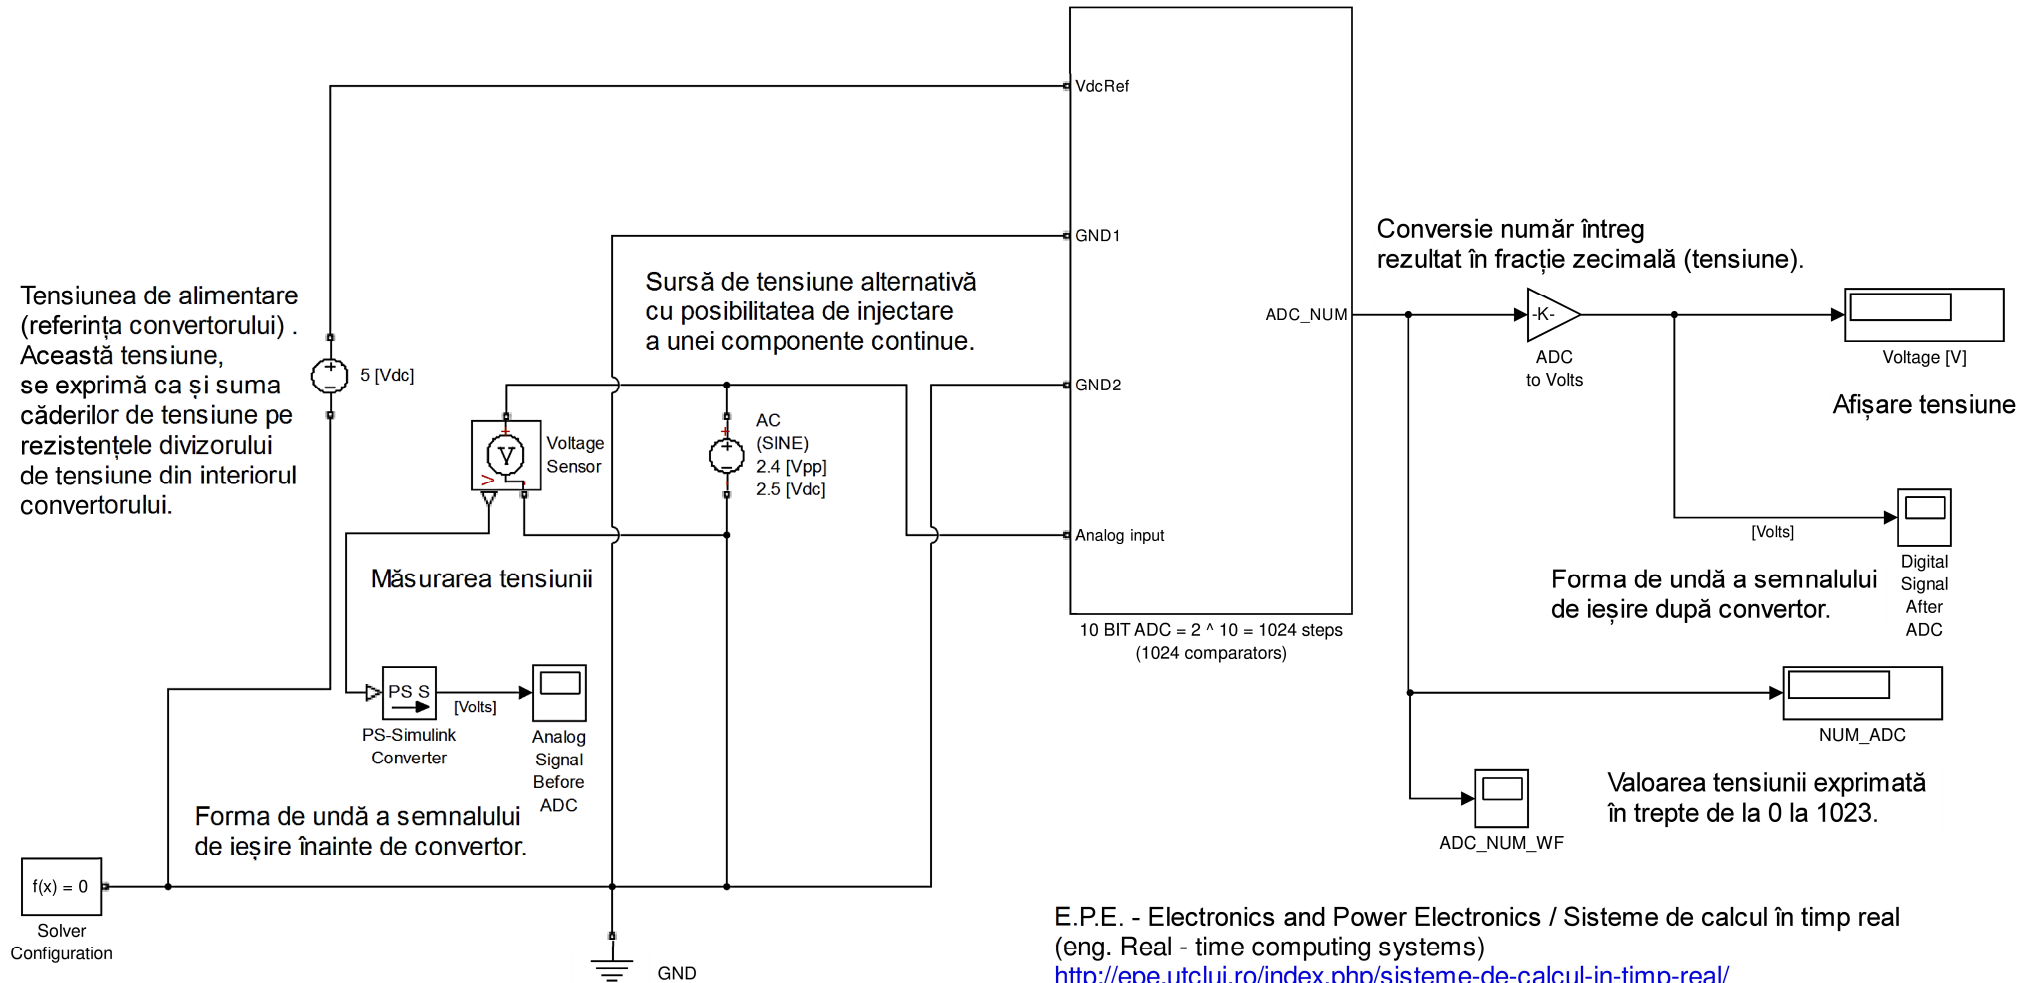 VdcRef
GND1
GND2
Analog input
ADC_NUM
10 BIT ADC = 2 ^ 10 = 1024 steps
(1024 comparators)
Tensiunea de alimentare
(referința convertorului) .
Această tensiune,
se exprimă ca și suma
căderilor de tensiune pe
rezistențele divizorului
de tensiune din interiorul
convertorului.
5 [Vdc]
Sursă de tensiune alternativă
cu posibilitatea de injectare
a unei componente continue.
+
V
V
Voltage
Sensor
AC
(SINE)
2.4 [Vpp]
2.5 [Vdc]
Măsurarea tensiunii
PS S
PS-Simulink
Converter
[Volts]
Analog
Signal
Before
ADC
Forma de undă a semnalului
de ieșire înainte de convertor.
f(x) = 0
Solver
Configuration
GND
Conversie număr întreg
rezultat în fracție zecimală (tensiune).
-K-
ADC
to Volts
Voltage [V]
Afișare tensiune
[Volts]
Digital
Signal
After
ADC
Forma de undă a semnalului
de ieșire după convertor.
NUM_ADC
Valoarea tensiunii exprimată
în trepte de la 0 la 1023.
ADC_NUM_WF
E.P.E. - Electronics and Power Electronics / Sisteme de calcul în timp real
(eng. Real - time computing systems)
http://epe.utcluj.ro/index.php/sisteme-de-calcul-in-timp-real/